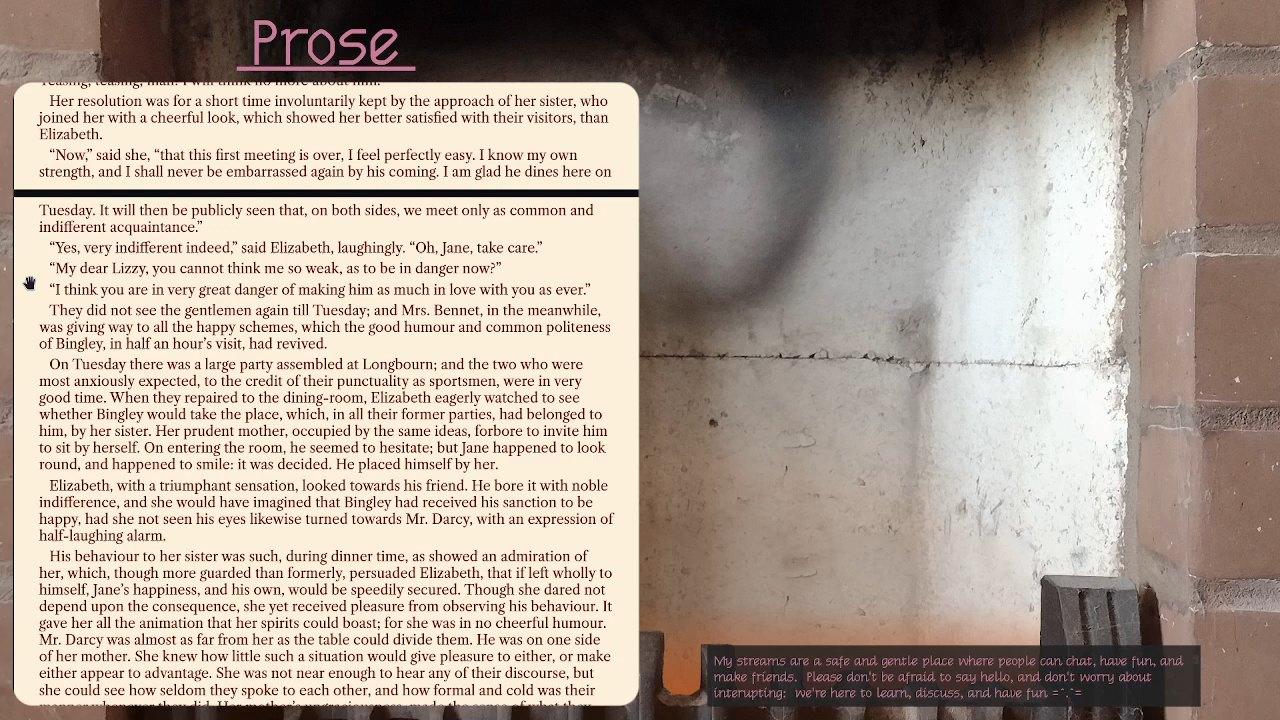 Prose
Teasing, teasing, man! I will think no more about him."
Her resolution was for a short time involuntarily kept by the approach of her sister, who
joined her with a cheerful look, which showed her better satisfied with their visitors, than
Elizabeth.
“Now,” said she, “that this first meeting is over, I feel perfectly easy. I know my own
strength, and I shall never be embarrassed again by his coming. I am glad he dines here on
Tuesday. It will then be publicly seen that, on both sides, we meet only as common and
indifferent acquaintance.”
“Yes, very indifferent indeed,” said Elizabeth, laughingly. “Oh, Jane, take care.”
“My dear Lizzy, you cannot think me so weak, as to be in danger now?”
“I think you are in very great danger of making him as much in love with you as ever.”
They did not see the gentlemen again till Tuesday; and Mrs. Bennet, in the meanwhile,
was giving way to all the happy schemes, which the good humour and common politeness
of Bingley, in half an hour’s visit, had revived.
On Tuesday there was a large party assembled at Longbourn; and the two who were
most anxiously expected, to the credit of their punctuality as sportsmen, were in very
good time. When they repaired to the dining-room, Elizabeth eagerly watched to see
whether Bingley would take the place, which, in all their former parties, had belonged to
him, by her sister. Her prudent mother, occupied by the same ideas, forbore to invite him
to sit by herself. On entering the room, he seemed to hesitate; but Jane happened to look
round, and happened to smile: it was decided. He placed himself by her.
Elizabeth, with a triumphant sensation, looked towards his friend. He bore it with noble
indifference, and she would have imagined that Bingley had received his sanction to be
happy, had she not seen his eyes likewise turned towards Mr. Darcy, with an expression of
half-laughing alarm.
His behaviour to her sister was such, during dinner time, as showed an admiration of
her, which, though more guarded than formerly, persuaded Elizabeth, that if left wholly to
himself, Jane’s happiness, and his own, would be speedily secured. Though she dared not
depend upon the consequence, she yet received pleasure from observing his behaviour. It
gave her all the animation that her spirits could boast; for she was in no cheerful humour.
Mr. Darcy was almost as far from her as the table could divide them. He was on one side
of her mother. She knew how little such a situation would give pleasure to either, or make
either appear to advantage. She was not near enough to hear any of their discourse, but
she could see how seldom they spoke to each other, and how formal and cold was their
My streams are a safe and gentle place where people can chat, have fun, and
make friends. Please don't be afraid to say hello, and don't worry about
interupting; we're here to learn, discuss, and have fun =^.^=